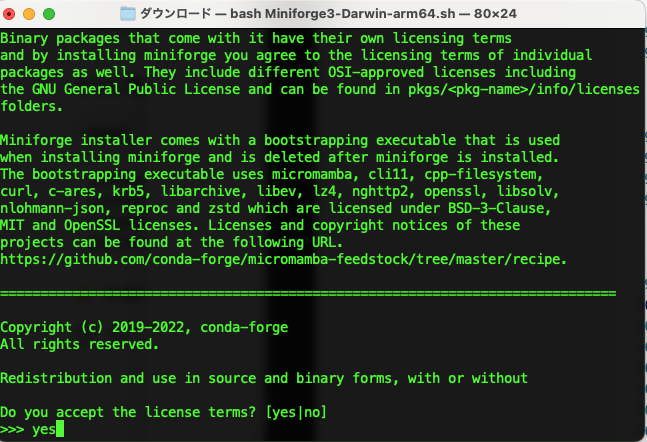 ダウンロード — bash Miniforge3-Darwin-arm64.sh — 80×24
Binary packages that come with it have their own licensing terms
and by installing miniforge you agree to the licensing terms of individual
packages as well. They include different OSI-approved licenses including
the GNU General Public License and can be found in pkgs/<pkg-name>/info/licenses
folders.
Miniforge installer comes with a bootstrapping executable that is used
when installing miniforge and is deleted after miniforge is installed.
The bootstrapping executable uses micromamba, cli11, cpp-filesystem,
curl, c-ares, krb5, libarchive, libev, lz4, nghttp2, openssl, libsolv,
nlohmann-json, reproc and zstd which are licensed under BSD-3-Clause,
MIT and OpenSSL licenses. Licenses and copyright notices of these
projects can be found at the following URL.
https://github.com/conda-forge/micromamba-feedstock/tree/master/recipe.
=============================================================================
Copyright (c) 2019-2022, conda-forge
All rights reserved.
Redistribution and use in source and binary forms, with or without
Do you accept the license terms? [yes|no]
>>> yes